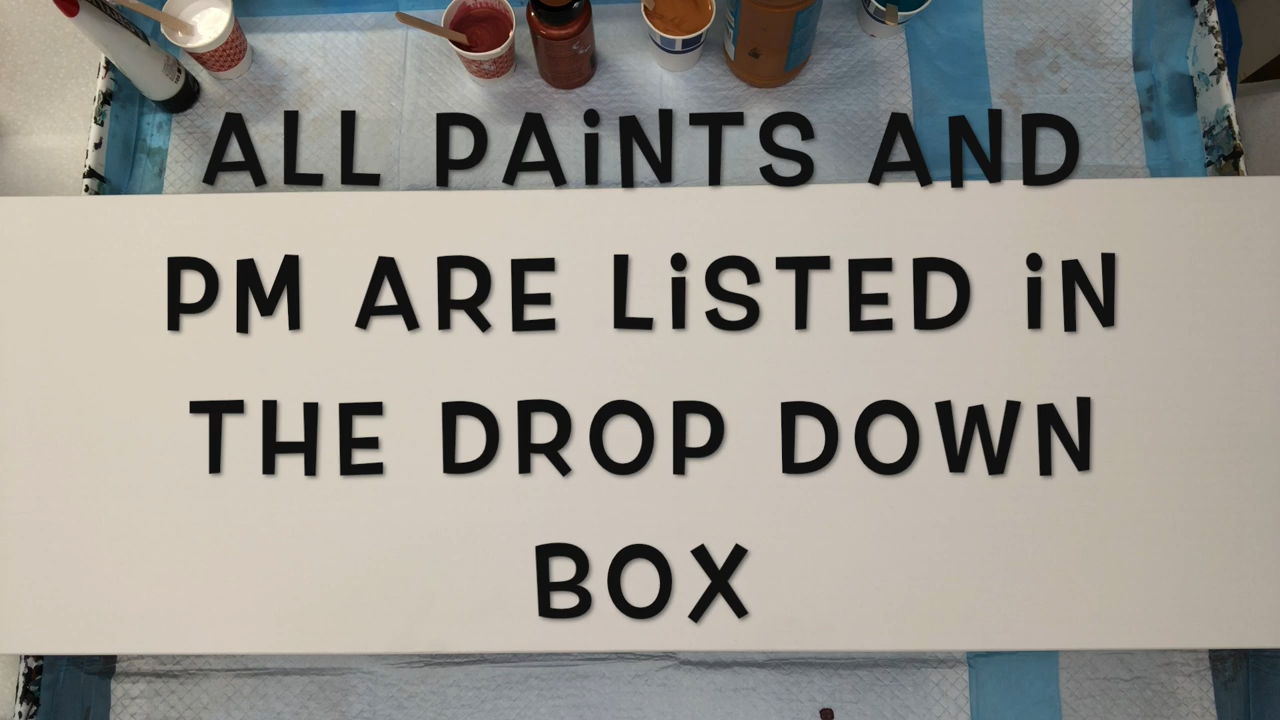 ALL PAiNTS AND
PM ARE LiSTED iN
THE DROP DOWN
BOX